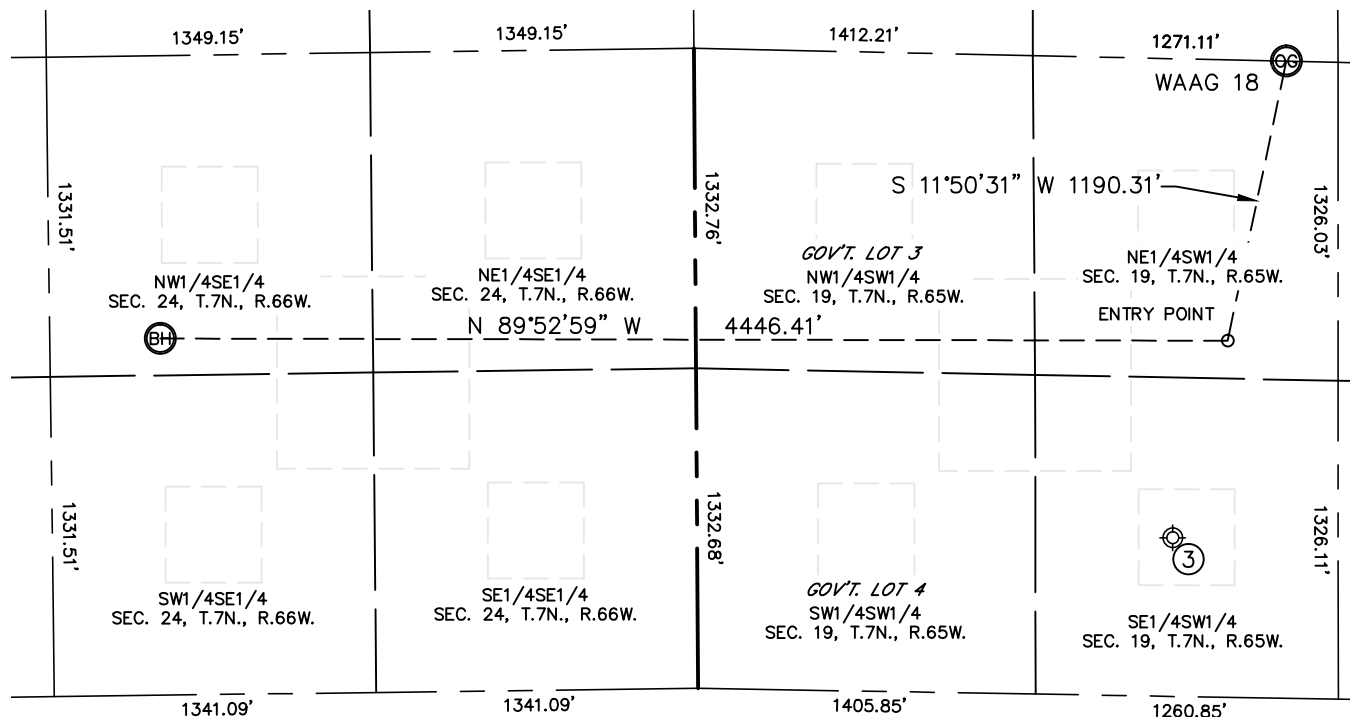 1349.15’
1349.15’
1412.21’
1271.11’
OG
WAAG 18
1331.51’
1332.76’
S 11°50’31” W 1190.31’
1326.03’
GOV’T. LOT 3
NW1/4SE1/4
SEC. 24, T.7N., R.66W.
NE1/4SE1/4
SEC. 24, T.7N., R.66W.
NW1/4SW1/4
SEC. 19, T.7N., R.65W.
NE1/4SW1/4
SEC. 19, T.7N., R.65W.
ENTRY POINT
BH
N 89°52’59” W 4446.41’
1331.51’
1332.68’
1326.11’
3
GOV’T. LOT 4
SW1/4SE1/4
SEC. 24, T.7N., R.66W.
SE1/4SE1/4
SEC. 24, T.7N., R.66W.
SW1/4SW1/4
SEC. 19, T.7N., R.65W.
SE1/4SW1/4
SEC. 19, T.7N., R.65W.
1341.09’
1341.09’
1405.85’
1260.85’